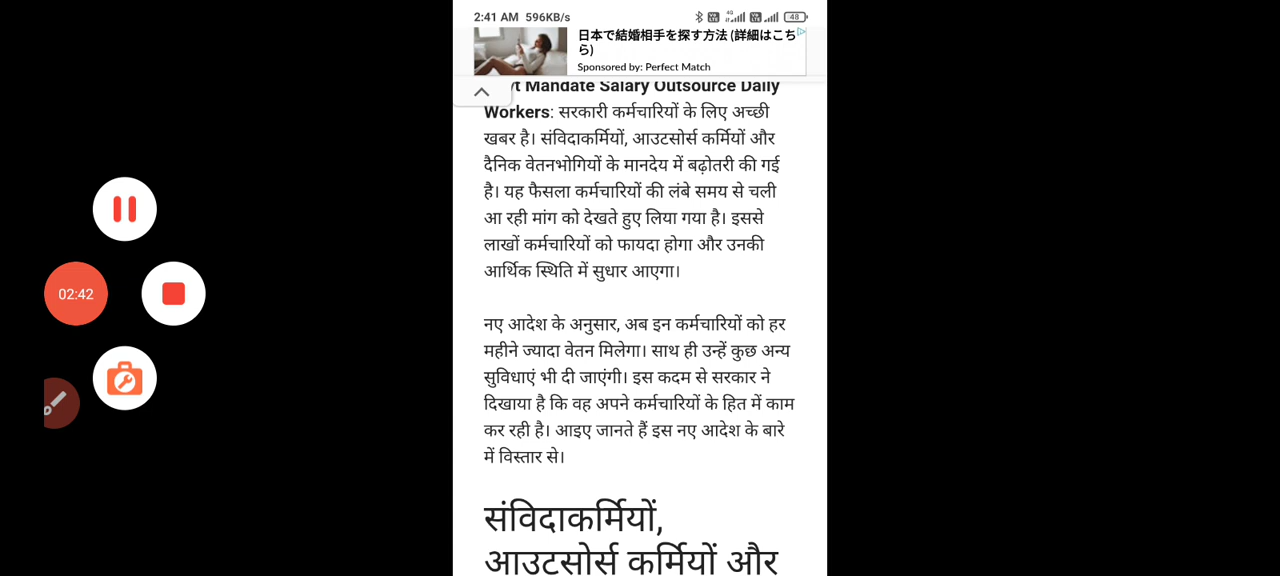 2:41 AM 596KB/s
48
日本で結婚相手を探す方法 (詳細はこち
ら)
Sponsored by: Perfect Match
Mandate Salary Outsource Daily
Workers: सरकारी कर्मचारियों के लिए अच्छी
खबर है। संविदाकर्मियों, आउटसोर्स कर्मियों और
दैनिक वेतनभोगियों के मानदेय में बढ़ोतरी की गई
है। यह फैसला कर्मचारियों की लंबे समय से चली
आ रही मांग को देखते हुए लिया गया है। इससे
लाखों कर्मचारियों को फायदा होगा और उनकी
आर्थिक स्थिति में सुधार आएगा।
02:42
नए आदेश के अनुसार, अब इन कर्मचारियों को हर
महीने ज्यादा वेतन मिलेगा। साथ ही उन्हें कुछ अन्य
सुविधाएं भी दी जाएंगी। इस कदम से सरकार ने
दिखाया है कि वह अपने कर्मचारियों के हित में काम
कर रही है। आइए जानते हैं इस नए आदेश के बारे
में विस्तार से।
संविदाकर्मियों,
आउटसोर्स कर्मियों और